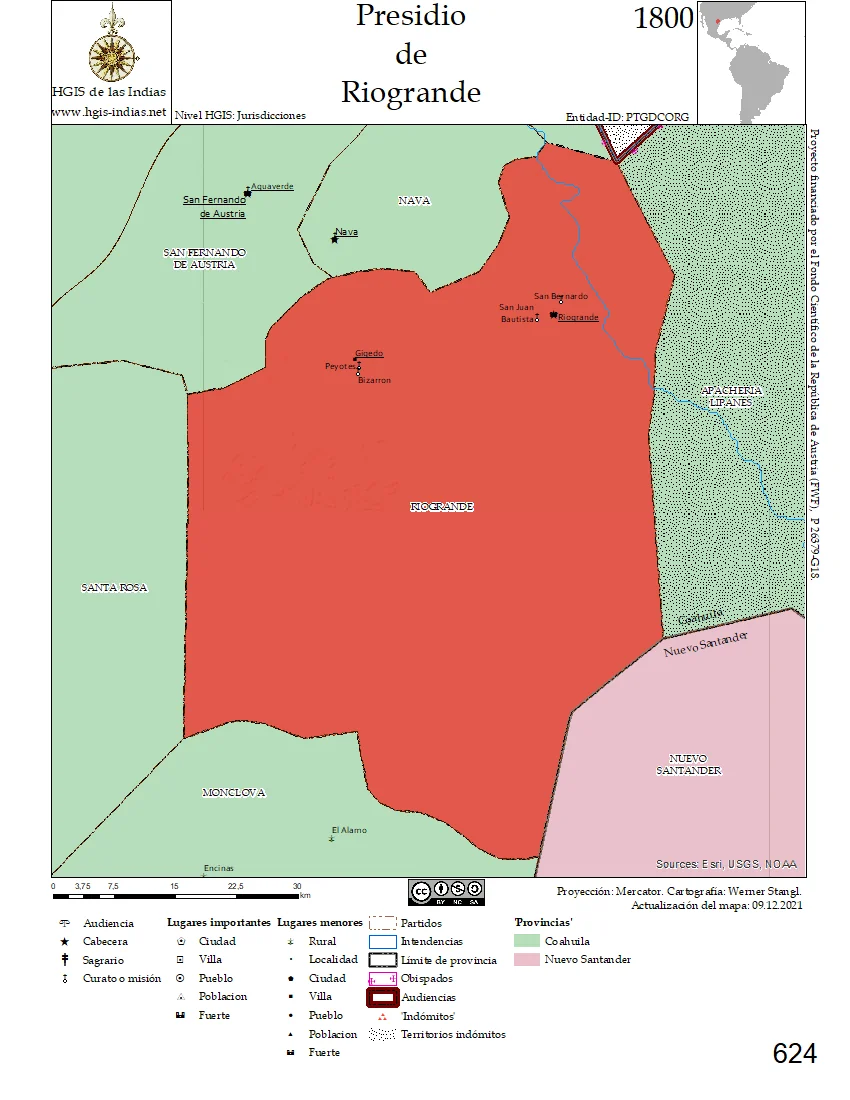 Presidio
de
Riogrande
1800
HGIS de las Indias
www.hgis-indias.net
Nivel HGIS: Jurisdicciones
Entidad-ID: PTGDCORG
Proyecto financiado por el Fondo Científico de la República de Austria (FWF), P 26379-G18.
Aquaverde
San Fernando
de Austria
NAVA
Nava
SAN FERNANDO
DE AUSTRIA
San Bernardo
San Juan
Bautista
Riogrande
Gigedo
Peyotes
Bizarron
APACHERIA
LIPANES
RIOGRANDE
SANTA ROSA
Coahuila
Nuevo Santander
NUEVO
SANTANDER
MONCLOVA
El Alamo
Encinas
Sources: Esri, USGS, NOAA
0 3,75 7,5 15 22,5 30
km
CC BY NC SA
Proyección: Mercator. Cartografía: Werner Stangl.
Actualización del mapa: 09.12.2021
Audiencia
Cabecera
Sagrario
Curato o misión
Lugares importantes
Ciudad
Villa
Pueblo
Poblacion
Fuerte
Lugares menores
Rural
Localidad
Ciudad
Villa
Pueblo
Poblacion
Fuerte
Partidos
Intendencias
Límite de provincia
Obispados
Audiencias
'Indómitos'
Territorios indómitos
'Provincias'
Coahuila
Nuevo Santander
624